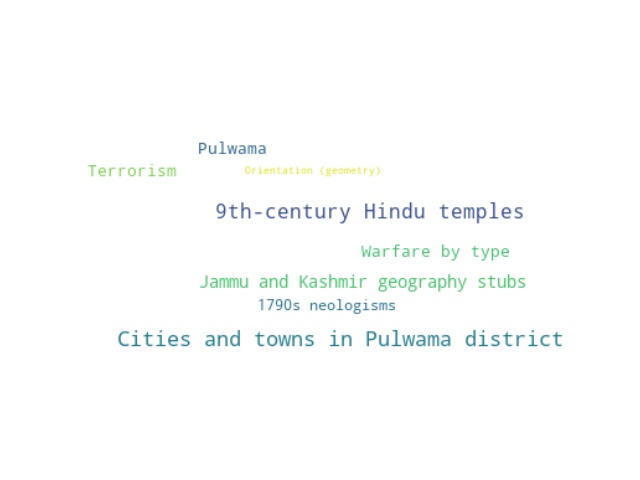 Pulwama
Terrorism
Orientation (geometry)
9th-century Hindu temples
Warfare by type
Jammu and Kashmir geography stubs
1790s neologisms
Cities and towns in Pulwama district